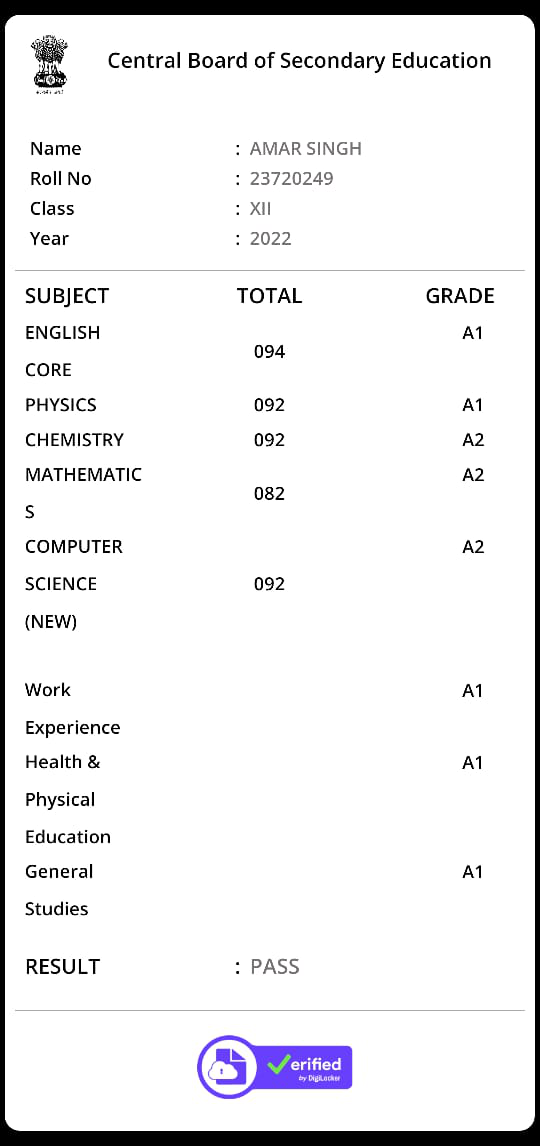 Central Board of Secondary Education
Name : AMAR SINGH
Roll No : 23720249
Class : XII
Year : 2022
SUBJECT TOTAL GRADE
ENGLISH A1
094
CORE
PHYSICS 092 A1
CHEMISTRY 092 A2
MATHEMATIC A2
082
S
COMPUTER A2
SCIENCE 092
(NEW)
Work A1
Experience
Health & A1
Physical
Education
General A1
Studies
RESULT : PASS
erified
by DigiLocker